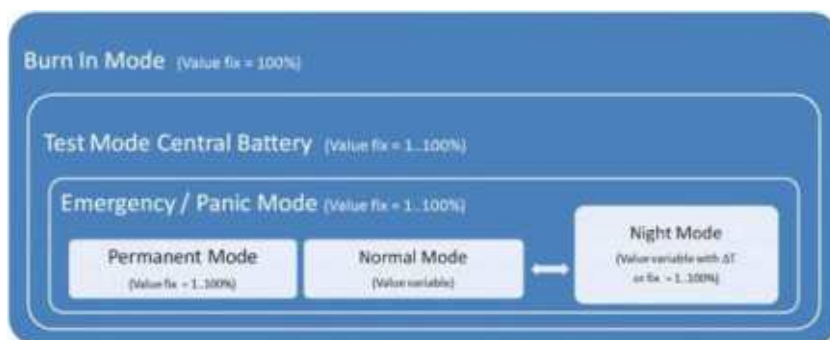 Burn In Mode (Value fix = 100%)
Test Mode Central Battery (Value fix = 1..100%)
Emergency / Panic Mode (Value fix = 1..100%)
Permanent Mode
(Value fix = 1..100%)
Normal Mode
(Value variable)
Night Mode
(Value variable with ΔT
or fix = 1..100%)